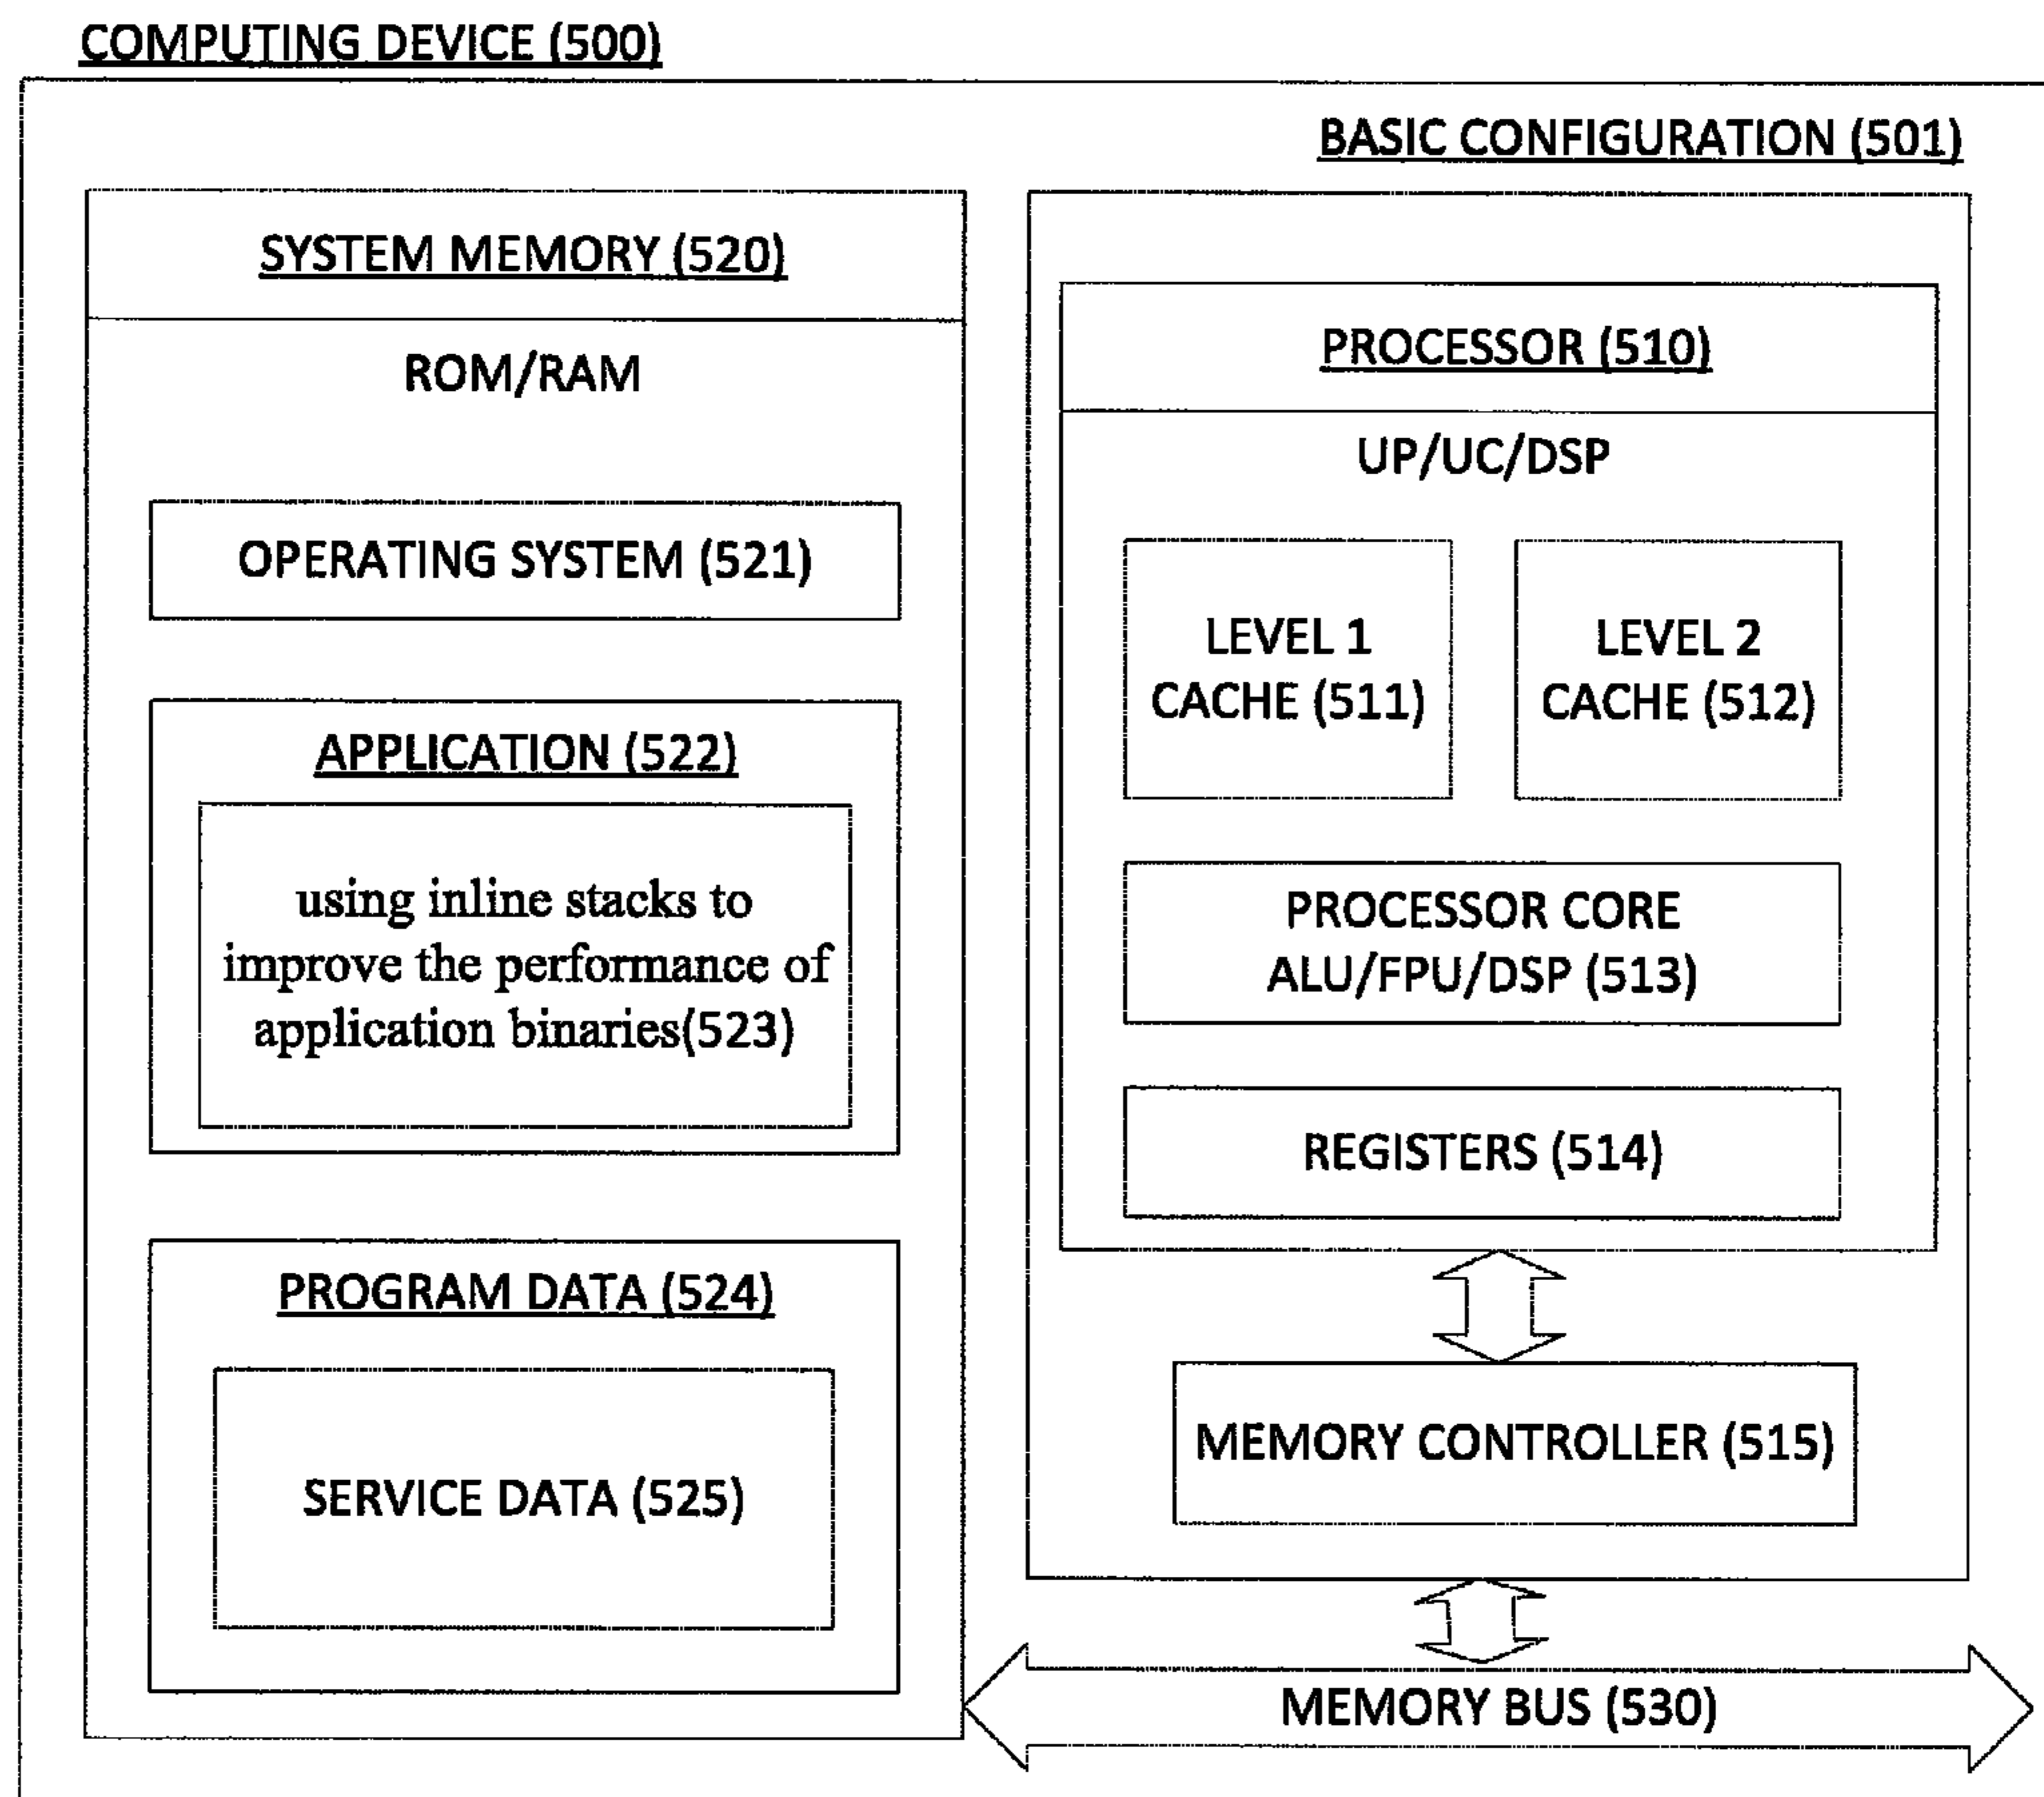 COMPUTING DEVICE (500)
BASIC CONFIGURATION (501)
SYSTEM MEMORY (520)
ROM/RAM
OPERATING SYSTEM (521)
APPLICATION (522)
using inline stacks to
improve the performance of
application binaries(523)
PROGRAM DATA (524)
SERVICE DATA (525)
PROCESSOR (510)
UP/UC/DSP
LEVEL 1
CACHE (511)
LEVEL 2
CACHE (512)
PROCESSOR CORE
ALU/FPU/DSP (513)
REGISTERS (514)
MEMORY CONTROLLER (515)
MEMORY BUS (530)